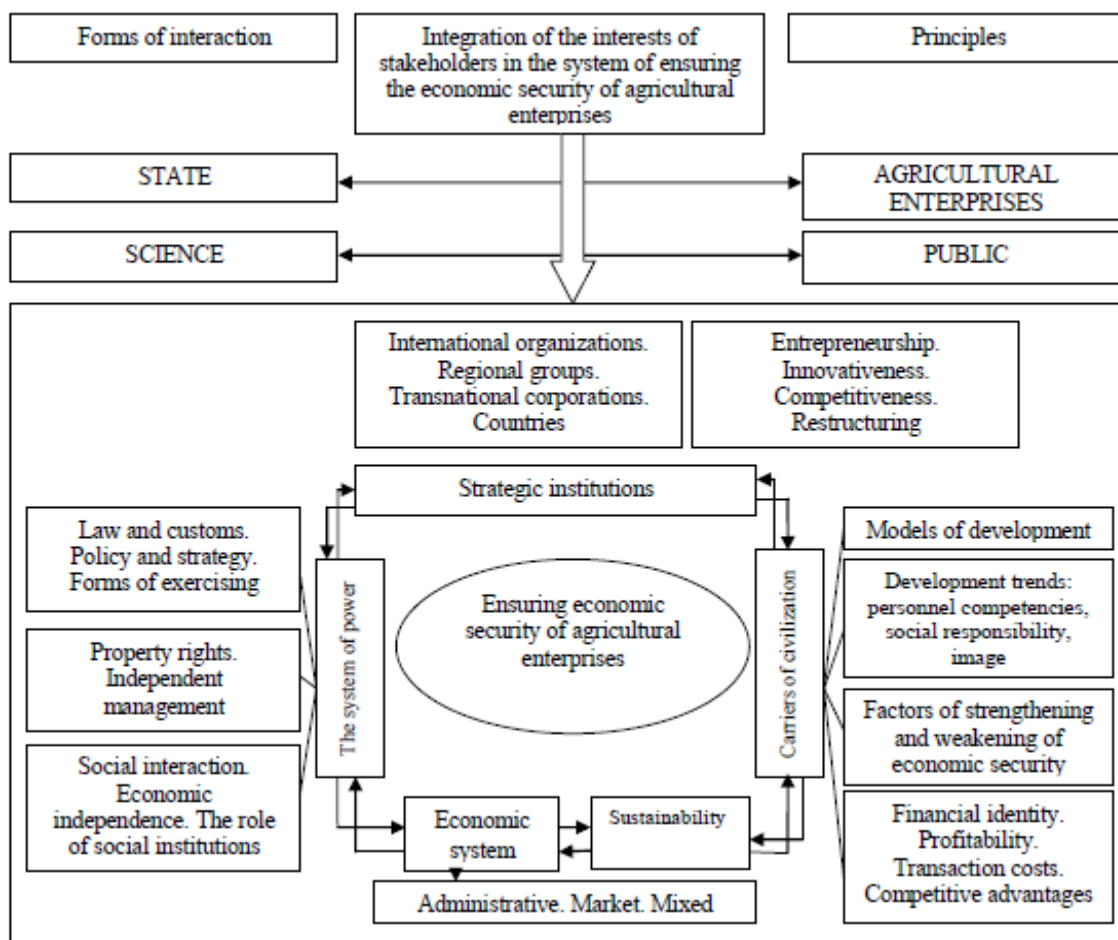 Forms of interaction
Integration of the interests of
stakeholders in the system of ensuring
the economic security of agricultural
enterprises
Principles
STATE
AGRICULTURAL
ENTERPRISES
SCIENCE
PUBLIC
International organizations.
Regional groups.
Transnational corporations.
Countries
Entrepreneurship.
Innovativeness.
Competitiveness.
Restructuring
Strategic institutions
Law and customs.
Policy and strategy.
Forms of exercising
Property rights.
Independent
management
Social interaction.
Economic
independence. The role
of social institutions
The system of power
Ensuring economic
security of agricultural
enterprises
Carriers of civilization
Models of development
Development trends:
personnel competencies,
social responsibility,
image
Factors of strengthening
and weakening of
economic security
Financial identity.
Profitability.
Transaction costs.
Competitive advantages
Economic
system
Sustainability
Administrative. Market. Mixed